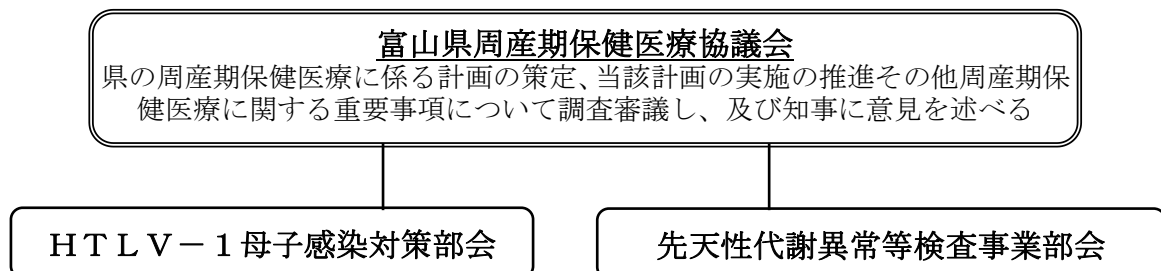 富山県周産期保健医療協議会
県の周産期保健医療に係る計画の策定、当該計画の実施の推進その他周産期保
健医療に関する重要事項について調査審議し、及び知事に意見を述べる
ＨＴＬＶ－１母子感染対策部会
先天性代謝異常等検査事業部会